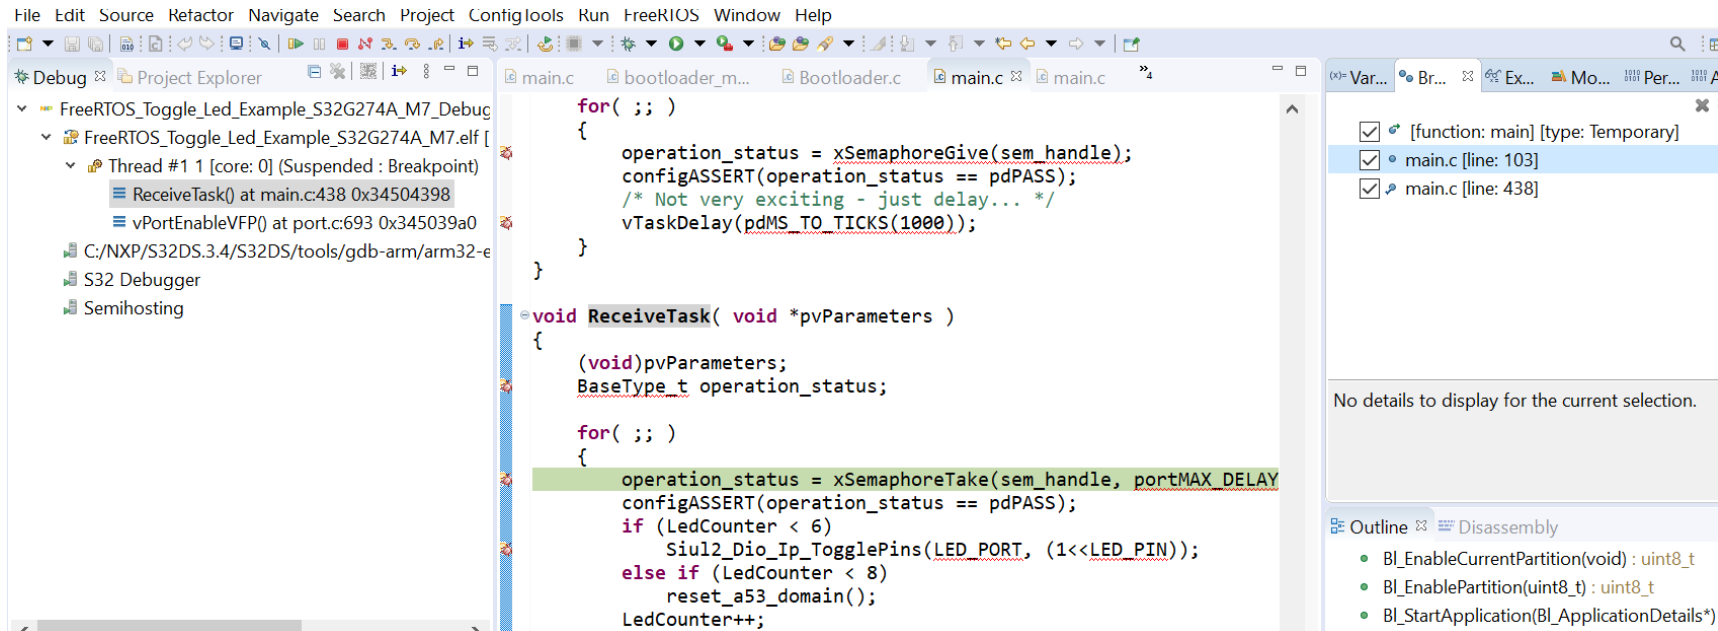 File Edit Source Refactor Navigate Search Project ConfigTools Run FreeRTOS Window Help
Debug Project Explorer
FreeRTOS_Toggle_Led_Example_S32G274A_M7_Debug
FreeRTOS_Toggle_Led_Example_S32G274A_M7.elf [
Thread #1 1 [core: 0] (Suspended : Breakpoint)
ReceiveTask() at main.c:438 0x34504398
vPortEnableVFP() at port.c:693 0x345039a0
C:/NXP/S32DS.3.4/S32DS/tools/gdb-arm/arm32-e
S32 Debugger
Semihosting
main.c bootloader_m... Bootloader.c main.c main.c »4
for( ;; )
{
operation_status = xSemaphoreGive(sem_handle);
configASSERT(operation_status == pdPASS);
/* Not very exciting - just delay... */
vTaskDelay(pdMS_TO_TICKS(1000));
}
}
void ReceiveTask( void *pvParameters )
{
(void)pvParameters;
BaseType_t operation_status;
for( ;; )
{
operation_status = xSemaphoreTake(sem_handle, portMAX_DELAY
configASSERT(operation_status == pdPASS);
if (LedCounter < 6)
Siul2_Dio_Ip_TogglePins(LED_PORT, (1<<LED_PIN));
else if (LedCounter < 8)
reset_a53_domain();
LedCounter++;
(x)= Var... Br... Ex... Mo... Per...
[function: main] [type: Temporary]
main.c [line: 103]
main.c [line: 438]
No details to display for the current selection.
Outline Disassembly
Bl_EnableCurrentPartition(void) : uint8_t
Bl_EnablePartition(uint8_t) : uint8_t
Bl_StartApplication(Bl_ApplicationDetails*)